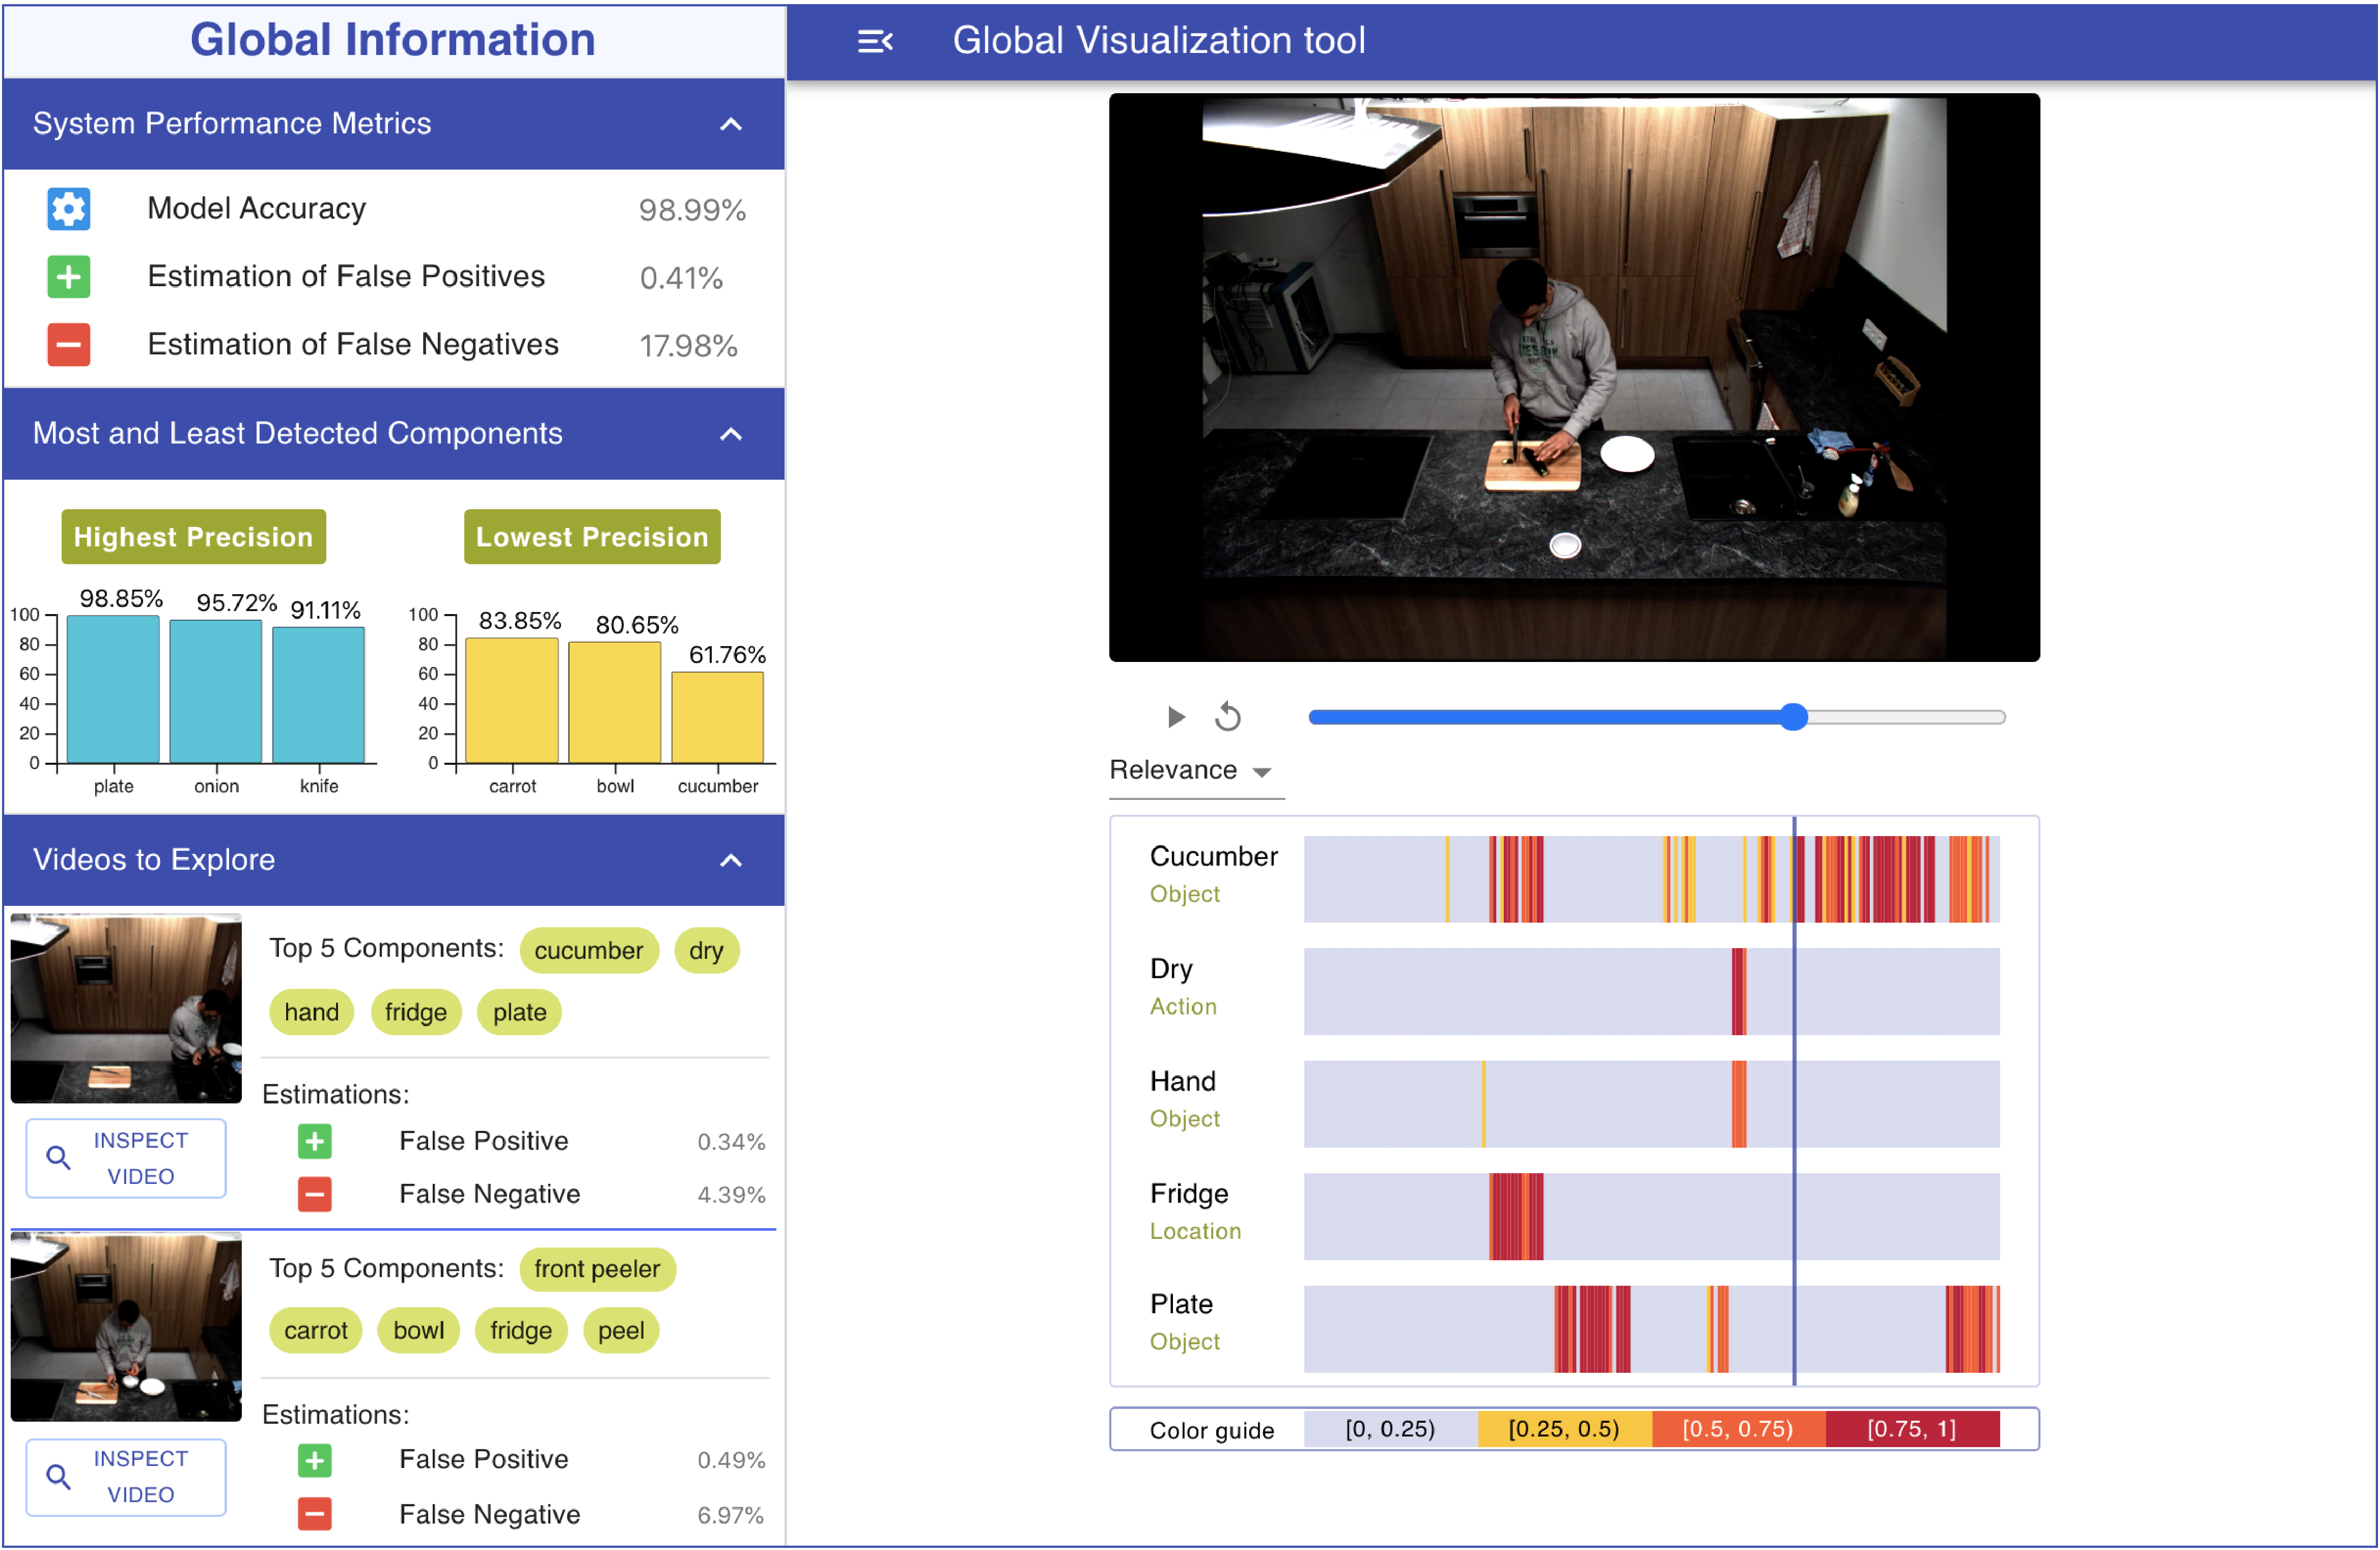 Global Information
System Performance Metrics
Model Accuracy 98.99%
Estimation of False Positives 0.41%
Estimation of False Negatives 17.98%
Most and Least Detected Components
Highest Precision
98.85% 95.72% 91.11%
100
80
60
40
20
0
plate onion knife
Lowest Precision
83.85% 80.65% 61.76%
100
80
60
40
20
0
carrot bowl cucumber
Videos to Explore
Top 5 Components: cucumber dry
hand fridge plate
Estimations:
False Positive 0.34%
False Negative 4.39%
INSPECT
VIDEO
Top 5 Components: front peeler
carrot bowl fridge peel
Estimations:
False Positive 0.49%
False Negative 6.97%
INSPECT
VIDEO
Global Visualization tool
Relevance
Cucumber
Object
Dry
Action
Hand
Object
Fridge
Location
Plate
Object
Color guide [0, 0.25) [0.25, 0.5) [0.5, 0.75) [0.75, 1]